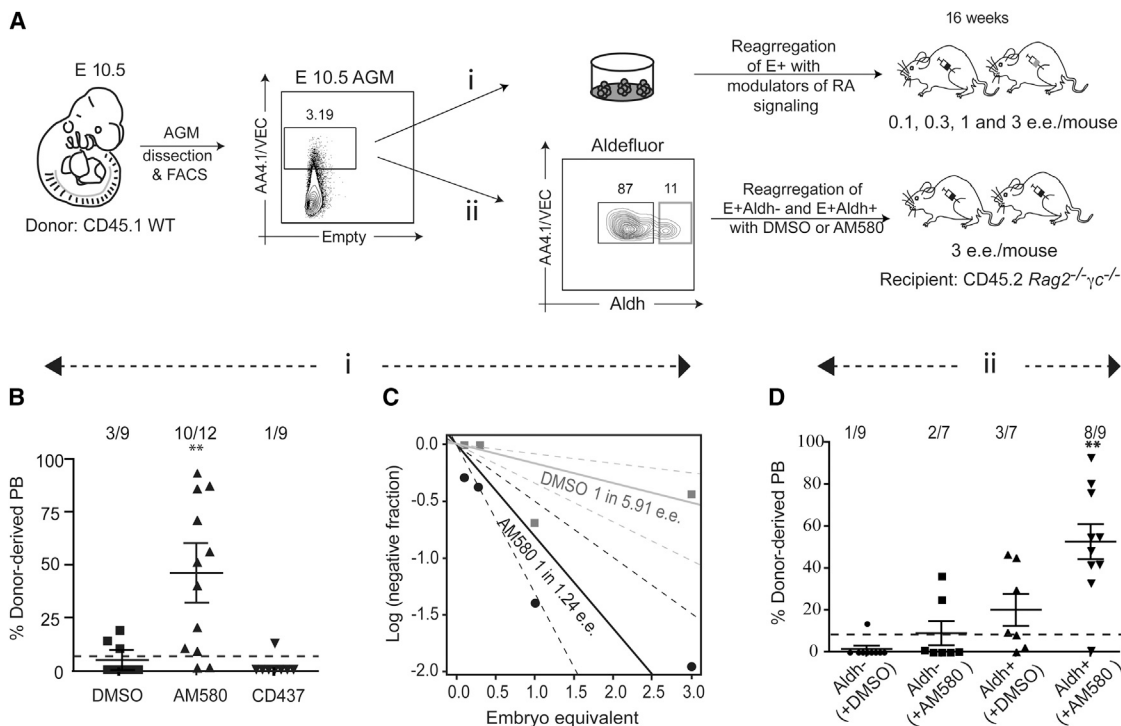 A
E 10.5
Donor: CD45.1 WT
AGM
dissection
& FACS
E 10.5 AGM
3.19
AA4.1/VEC
Empty
i
ii
Aldefluor
87 11
AA4.1/VEC
Aldh
Reagrregation
of E+ with
modulators of RA
signaling
16 weeks
0.1, 0.3, 1 and 3 e.e./mouse
Reagrregation of
E+Aldh- and E+Aldh+
with DMSO or AM580
3 e.e./mouse
Recipient: CD45.2 Rag2-/-γc-/-
i
ii
B
3/9 10/12 1/9
**
% Donor-derived PB
100
75
50
25
0
DMSO AM580 CD437
C
Log (negative fraction)
0.0
-0.5
-1.0
-1.5
-2.0
DMSO 1 in 5.91 e.e.
AM580 1 in 1.24 e.e.
0.0 0.5 1.0 1.5 2.0 2.5 3.0
Embryo equivalent
D
1/9 2/7 3/7 8/9
**
% Donor-derived PB
100
80
60
40
20
0
Aldh-
(+DMSO)
Aldh-
(+AM580)
Aldh+
(+DMSO)
Aldh+
(+AM580)